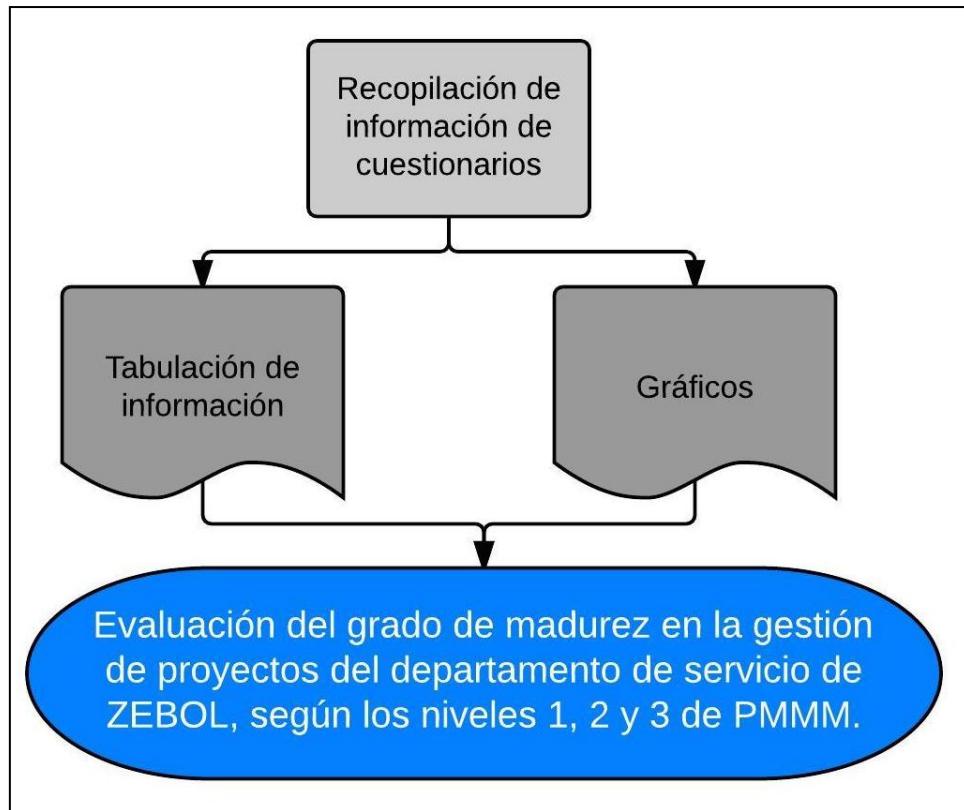 Recopilación de
información de
cuestionarios
Tabulación de
información
Gráficos
Evaluación del grado de madurez en la gestión
de proyectos del departamento de servicio de
ZEBOL, según los niveles 1, 2 y 3 de PMMM.